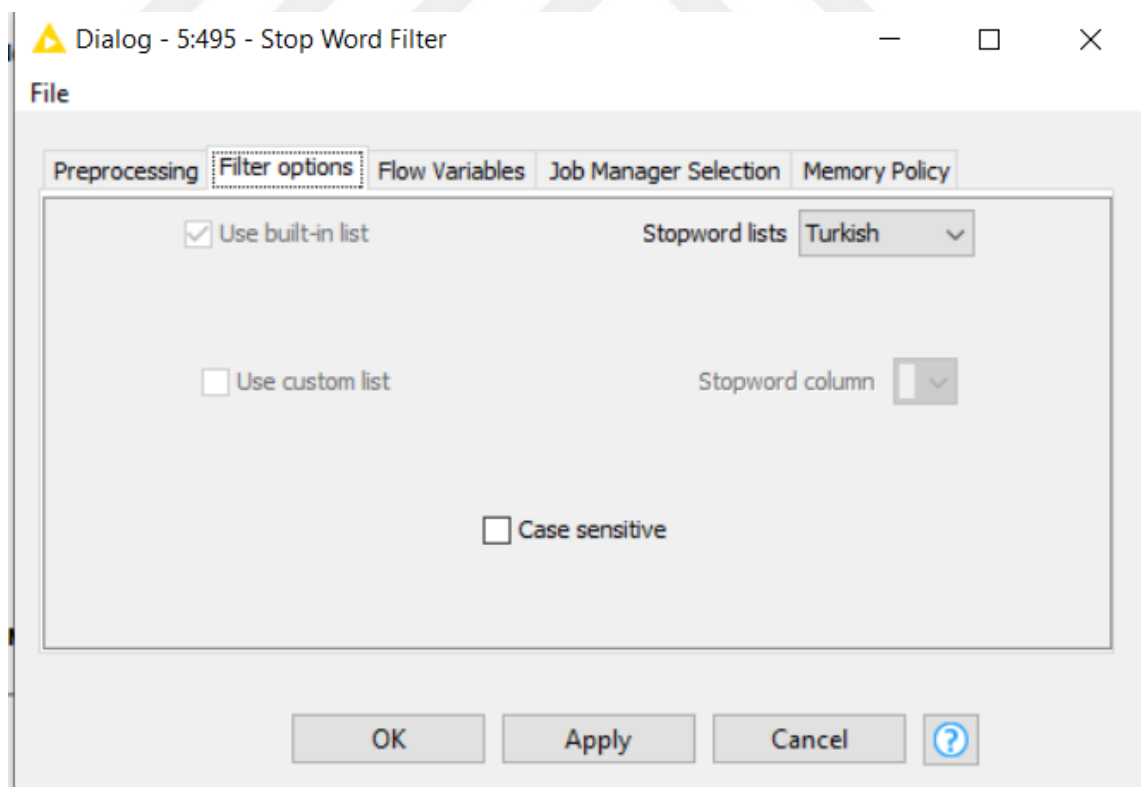 Dialog - 5:495 - Stop Word Filter
File
Preprocessing Filter options Flow Variables Job Manager Selection Memory Policy
Use built-in list Stopword lists Turkish
Use custom list Stopword column
Case sensitive
OK Apply Cancel ?